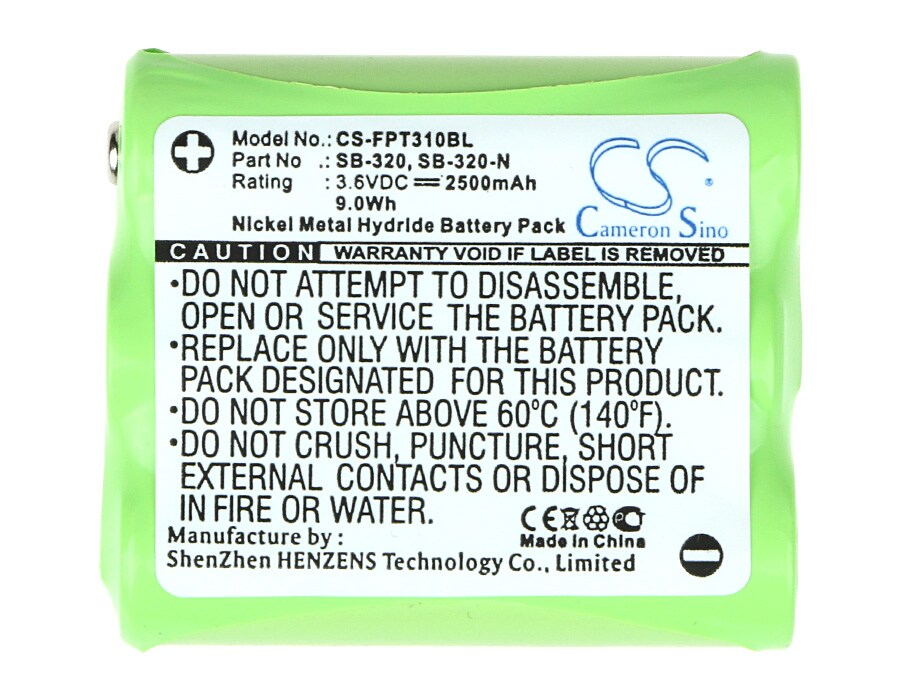 Model No.: CS-FPT310BL
Part No .: SB-320, SB-320-N
Rating : 3.6VDC ⎓ 2500mAh
9.0Wh
Nickel Metal Hydride Battery Pack
CS ®
Cameron Sino
CAUTION WARRANTY VOID IF LABEL IS REMOVED
•DO NOT ATTEMPT TO DISASSEMBLE,
OPEN OR SERVICE THE BATTERY PACK.
•REPLACE ONLY WITH THE BATTERY
PACK DESIGNATED FOR THIS PRODUCT.
•DO NOT STORE ABOVE 60ºC (140ºF).
•DO NOT CRUSH, PUNCTURE, SHORT
EXTERNAL CONTACTS OR DISPOSE OF
IN FIRE OR WATER.
CE
Made In China
Manufacture by :
ShenZhen HENZENS Technology Co., Limited